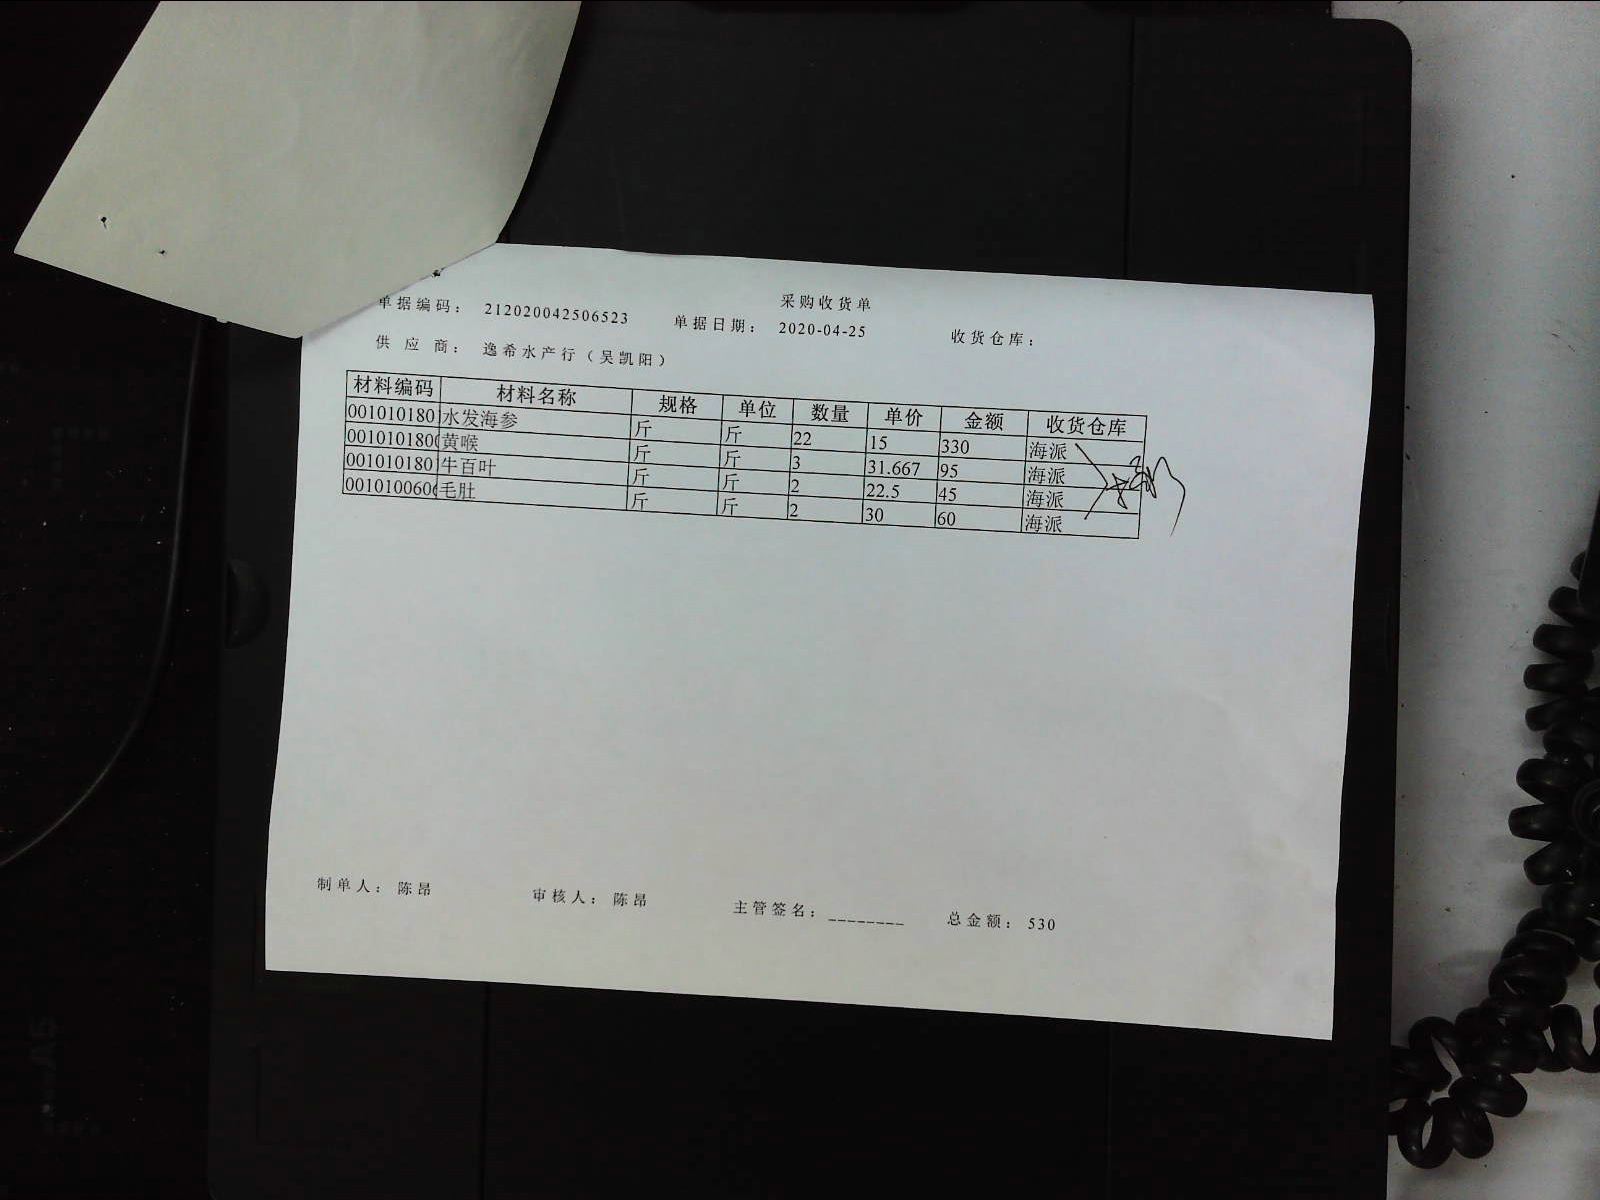 采购收货单
单据编码： 212020042506523 单据日期： 2020-04-25 收货仓库：
供应商： 逸希水产行（吴凯阳）
材料编码 材料名称 规格 单位 数量 单价 金额 收货仓库
001010180 水发海参 斤 斤 22 15 330 海派
0010101800 黄喉 斤 斤 3 31.667 95 海派
001010180 牛百叶 斤 斤 2 22.5 45 海派
001010060 毛肚 斤 斤 2 30 60 海派
制单人： 陈昂 审核人： 陈昂 主管签名：________ 总金额： 530